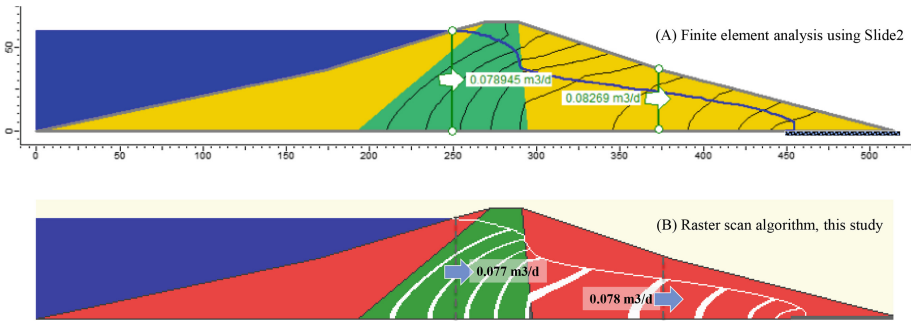 (A) Finite element analysis using Slide2
50
0.078945 m3/d
0.08269 m3/d
0
0 50 100 150 200 250 300 350 400 450 500
(B) Raster scan algorithm, this study
0.077 m3/d
0.078 m3/d